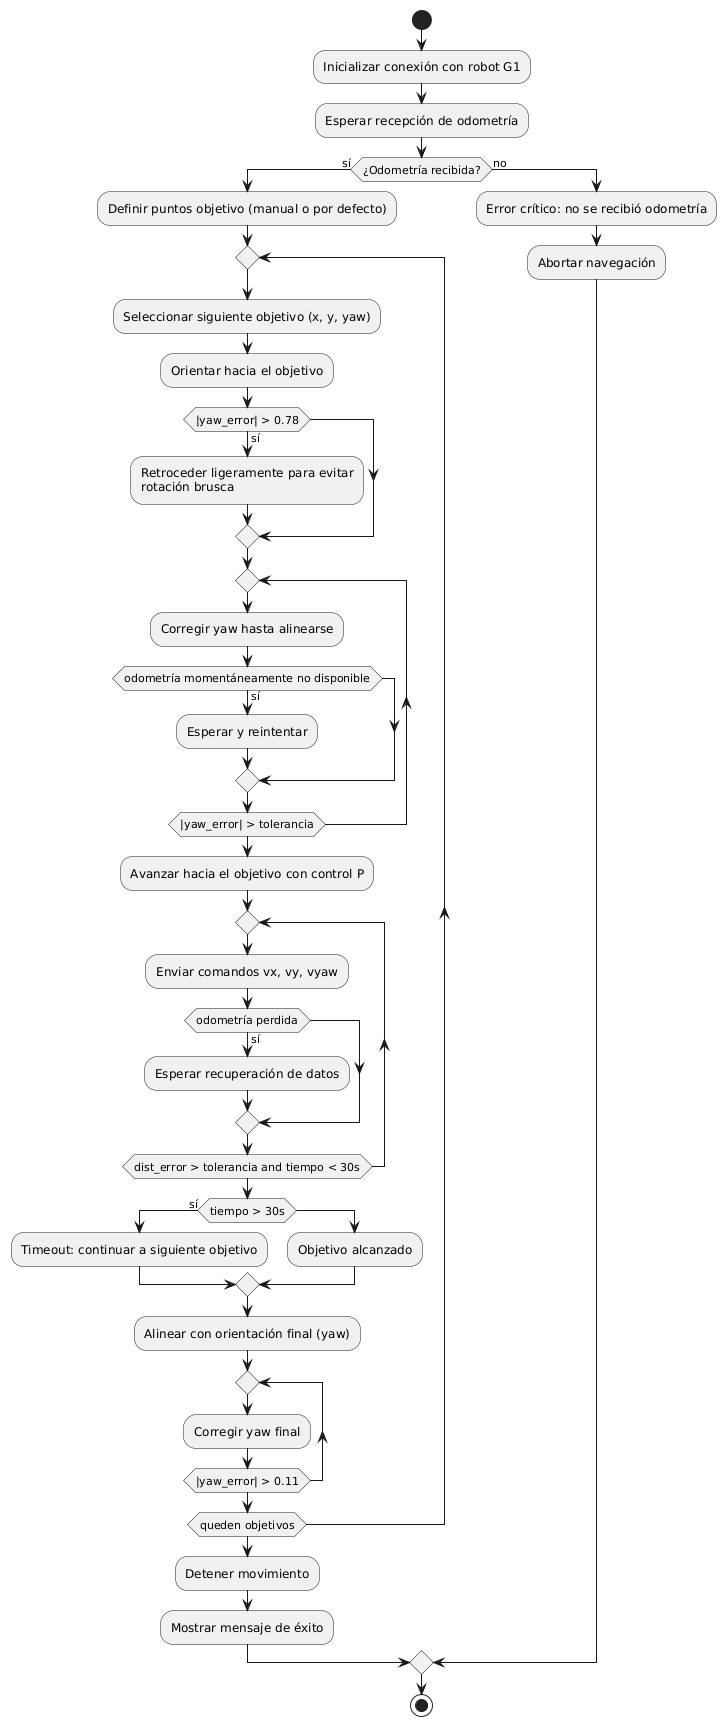 Inicializar conexión con robot G1
Esperar recepción de odometría
¿Odometría recibida?
sí
no
Definir puntos objetivo (manual o por defecto)
Error crítico: no se recibió odometría
Abortar navegación
Seleccionar siguiente objetivo (x, y, yaw)
Orientar hacia el objetivo
|yaw_error| > 0.78
sí
Retroceder ligeramente para evitar
rotación brusca
Corregir yaw hasta alinearse
odometría momentáneamente no disponible
sí
Esperar y reintentar
|yaw_error| > tolerancia
Avanzar hacia el objetivo con control P
Enviar comandos vx, vy, vyaw
odometría perdida
sí
Esperar recuperación de datos
dist_error > tolerancia and tiempo < 30s
sí
tiempo > 30s
Timeout: continuar a siguiente objetivo
Objetivo alcanzado
Alinear con orientación final (yaw)
Corregir yaw final
|yaw_error| > 0.11
queden objetivos
Detener movimiento
Mostrar mensaje de éxito